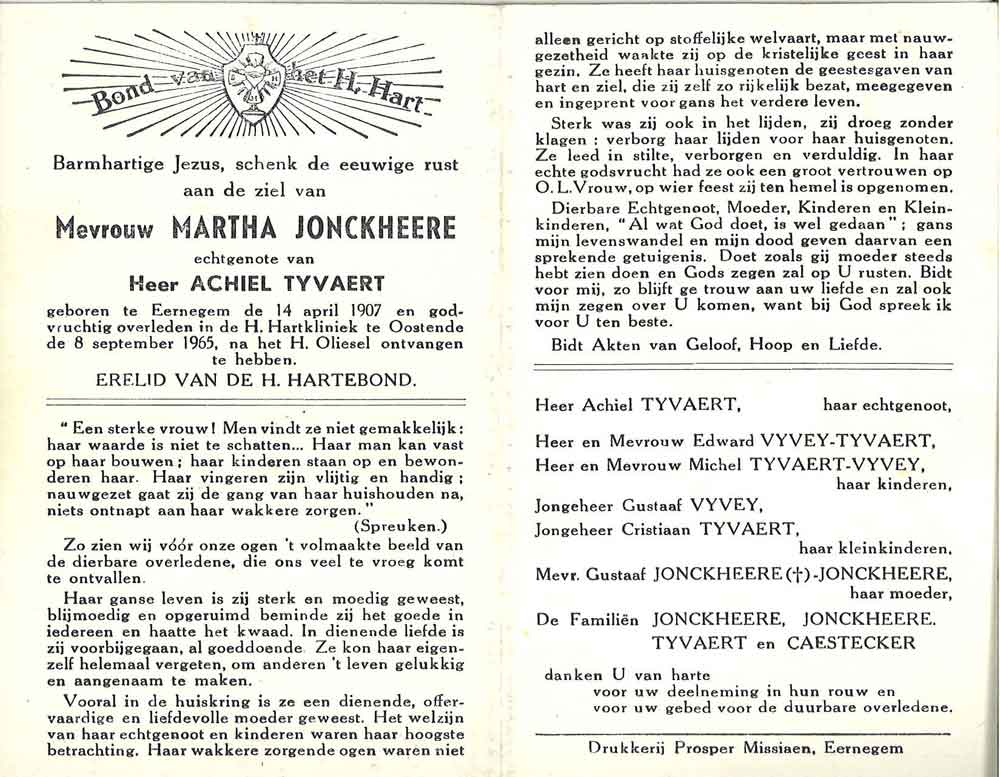 Bond van het H. Hart
Barmhartige Jezus, schenk de eeuwige rust
aan de ziel van
Mevrouw MARTHA JONCKHEERE
echtgenote van
Heer ACHIEL TYVAERT
geboren te Eernegem de 14 april 1907 en god-
vruchtig overleden in de H. Hartkliniek te Oostende
de 8 september 1965, na het H. Oliesel ontvangen
te hebben.
ERELID VAN DE H. HARTEBOND.
" Een sterke vrouw! Men vindt ze niet gemakkelijk:
haar waarde is niet te schatten... Haar man kan vast
op haar bouwen ; haar kinderen staan op en bewon-
deren haar. Haar vingeren zijn vlijtig en handig ;
nauwgezet gaat zij de gang van haar huishouden na,
niets ontnapt aan haar wakkere zorgen. "
(Spreuken.)
Zo zien wij vóór onze ogen 't volmaakte beeld van
de dierbare overledene, die ons veel te vroeg komt
te ontvallen.
Haar ganse leven is zij sterk en moedig geweest,
blijmoedig en opgeruimd beminde zij het goede in
iedereen en haatte het kwaad. In dienende liefde is
zij voorbijgegaan, al goeddoende. Ze kon haar eigen-
zelf helemaal vergeten, om anderen 't leven gelukkig
en aangenaam te maken.
Vooral in de huiskring is ze een dienende, offer-
vaardige en liefdevolle moeder geweest. Het welzijn
van haar echtgenoot en kinderen waren haar hoogste
betrachting. Haar wakkere zorgende ogen waren niet
alleen gericht op stoffelijke welvaart, maar met nauw-
gezetheid waakte zij op de kristelijke geest in haar
gezin. Ze heeft haar huisgenoten de geestesgaven van
hart en ziel, die zij zelf zo rijkelijk bezat, meegegeven
en ingeprent voor gans het verdere leven.
Sterk was zij ook in het lijden, zij droeg zonder
klagen : verborg haar lijden voor haar huisgenoten.
Ze leed in stilte, verborgen en verduldig. In haar
echte godsvrucht had ze ook een groot vertrouwen op
O. L. Vrouw, op wier feest zij ten hemel is opgenomen.
Dierbare Echtgenoot, Moeder, Kinderen en Klein-
kinderen, " Al wat God doet, is wel gedaan " ; gans
mijn levenswandel en mijn dood geven daarvan een
sprekende getuigenis. Doet zoals gij moeder steeds
hebt zien doen en Gods zegen zal op U rusten. Bidt
voor mij, zo blijft ge trouw aan uw liefde en zal ook
mijn zegen over U komen, want bij God spreek ik
voor U ten beste.
Bidt Akten van Geloof, Hoop en Liefde.
Heer Achiel TYVAERT, haar echtgenoot,
Heer en Mevrouw Edward VYVEY-TYVAERT,
Heer en Mevrouw Michel TYVAERT-VYVEY,
haar kinderen,
Jongeheer Gustaaf VYVEY,
Jongeheer Cristiaan TYVAERT,
haar kleinkinderen.
Mevr. Gustaaf JONCKHEERE (†)-JONCKHEERE,
haar moeder,
De Familiën JONCKHEERE, JONCKHEERE.
TYVAERT en CAESTECKER
danken U van harte
voor uw deelneming in hun rouw en
voor uw gebed voor de duurbare overledene.
Drukkerij Prosper Missiaen, Eernegem